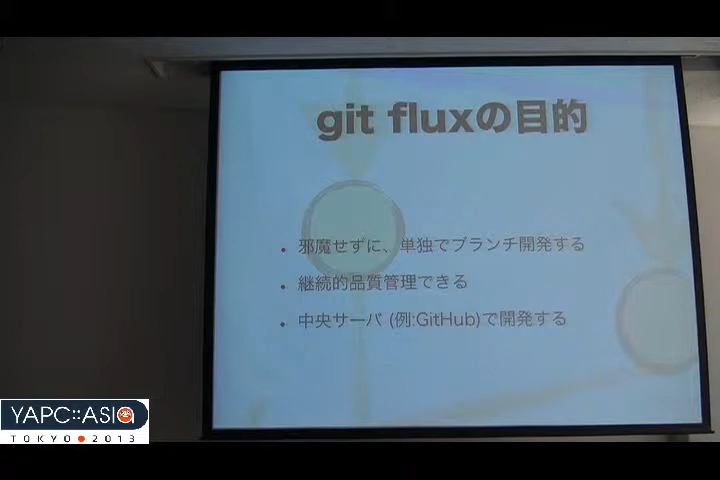 git fluxの目的
• 邪魔せずに、単独でブランチ開発する
• 継続的品質管理できる
• 中央サーバ (例:GitHub)で開発する
YAPC::ASIA
TOKYO 2013